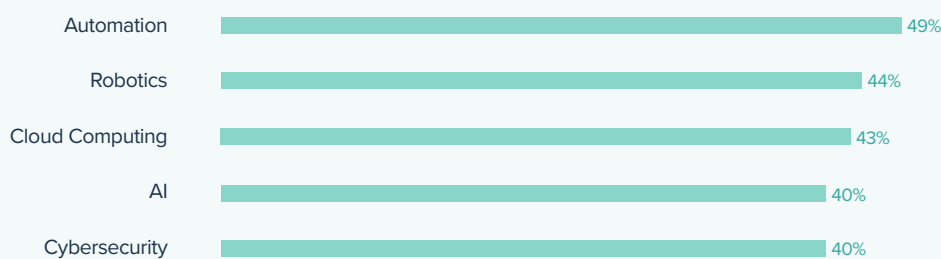 Automation 49%
Robotics 44%
Cloud Computing 43%
AI 40%
Cybersecurity 40%